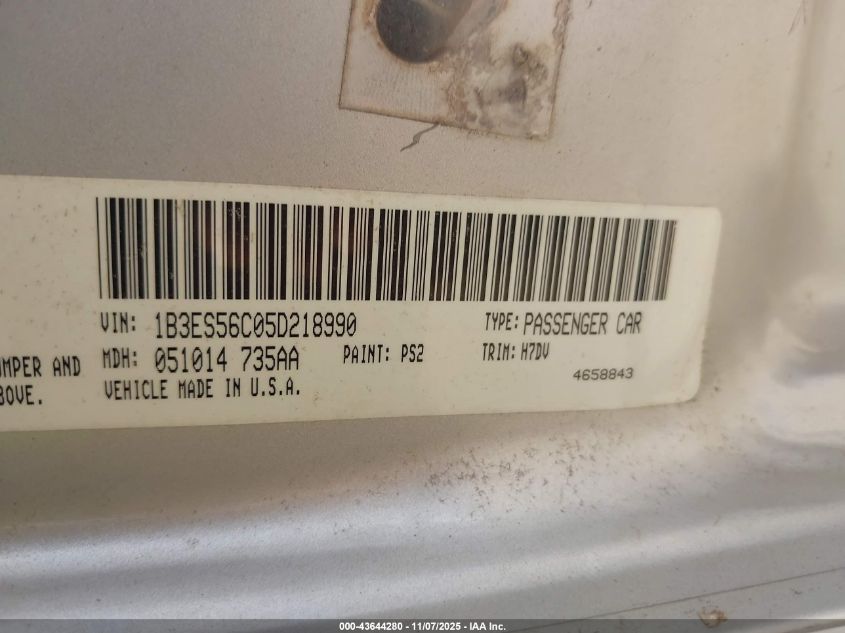 VIN: 1B3ES56C05D218990 TYPE: PASSENGER CAR
UMPER AND MDH: 051014 735AA PAINT: PS2 TRIM: H7DV
BOVE. VEHICLE MADE IN U.S.A. 4658843
000-43644280 - 11/07/2025 - IAA Inc.